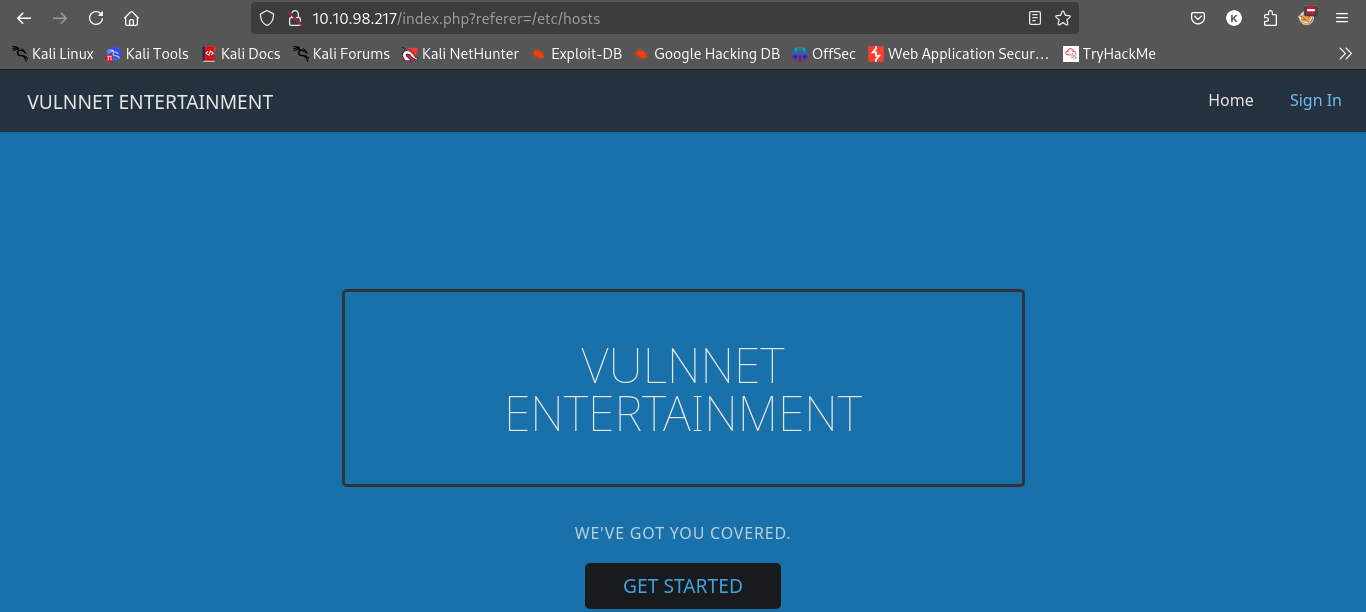 10.10.98.217/index.php?referer=/etc/hosts
Kali Linux Kali Tools Kali Docs Kali Forums Kali NetHunter Exploit-DB Google Hacking DB OffSec Web Application Secur… TryHackMe
VULNNET ENTERTAINMENT Home Sign In
VULNNET
ENTERTAINMENT
WE'VE GOT YOU COVERED.
GET STARTED